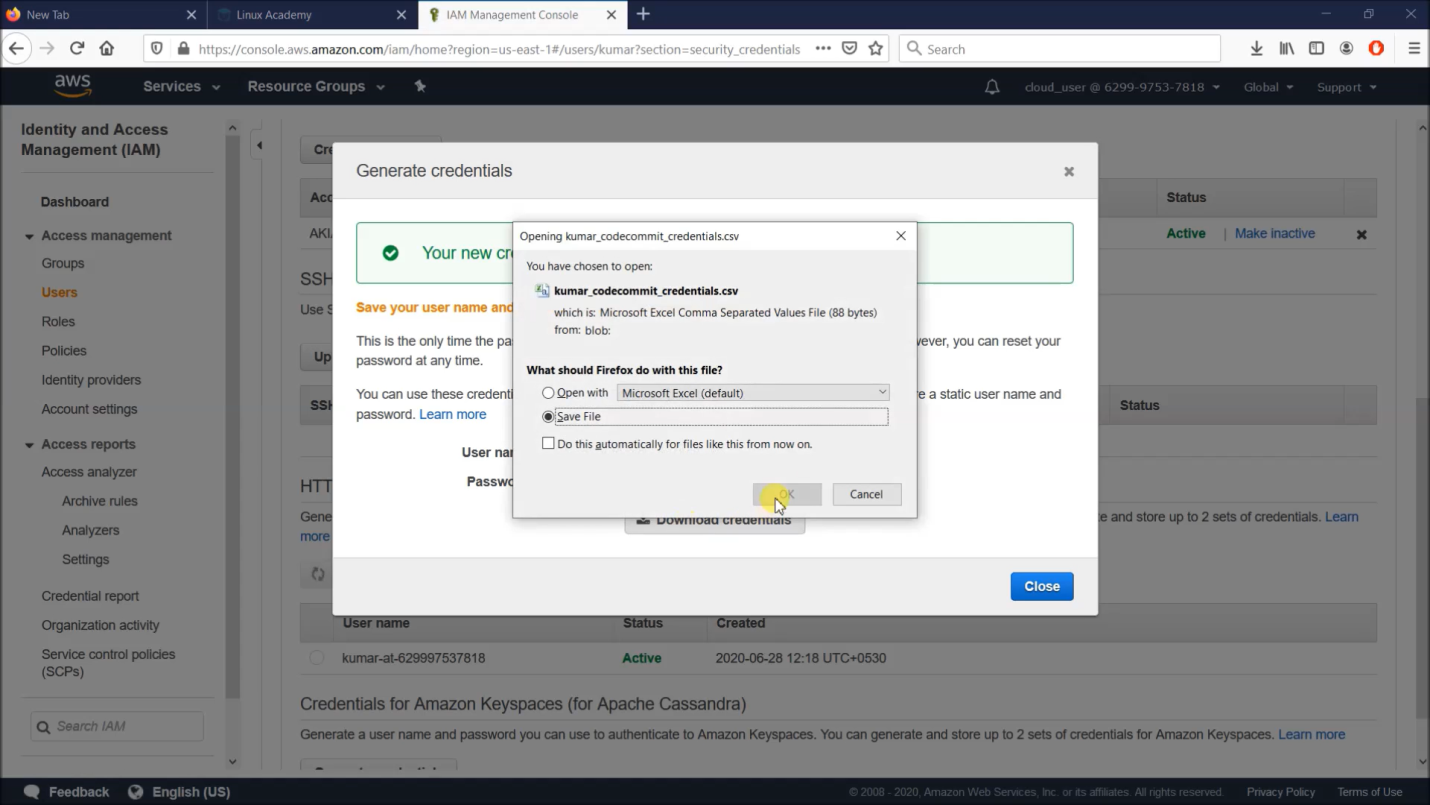 New Tab
Linux Academy
IAM Management Console
https://console.aws.amazon.com/iam/home?region=us-east-1#/users/kumar?section=security_credentials
Search
aws
Services
Resource Groups
cloud_user @ 6299-9753-7818
Global
Support
Identity and Access
Management (IAM)
Dashboard
Access management
Groups
Users
Roles
Policies
Identity providers
Account settings
Access reports
Access analyzer
Archive rules
Analyzers
Settings
Credential report
Organization activity
Service control policies
(SCPs)
Search IAM
Cre
Acc
Status
AKI
Active | Make inactive
SSH
Use S
Up
SSH
Status
HTT
Gene
e and store up to 2 sets of credentials. Learn
more
Generate credentials
Your new cre
Save your user name and
This is the only time the pa
wever, you can reset your
password at any time.
You can use these credenti
e a static user name and
password. Learn more
User nam
Passwo
Download credentials
Close
Opening kumar_codecommit_credentials.csv
You have chosen to open:
kumar_codecommit_credentials.csv
which is: Microsoft Excel Comma Separated Values File (88 bytes)
from: blob:
What should Firefox do with this file?
Open with
Microsoft Excel (default)
Save File
Do this automatically for files like this from now on.
OK
Cancel
User name
Status
Created
kumar-at-629997537818
Active
2020-06-28 12:18 UTC+0530
Credentials for Amazon Keyspaces (for Apache Cassandra)
Generate a user name and password you can use to authenticate to Amazon Keyspaces. You can generate and store up to 2 sets of credentials for Amazon Keyspaces. Learn more
Feedback
English (US)
© 2008 - 2020, Amazon Web Services, Inc. or its affiliates. All rights reserved.
Privacy Policy
Terms of Use